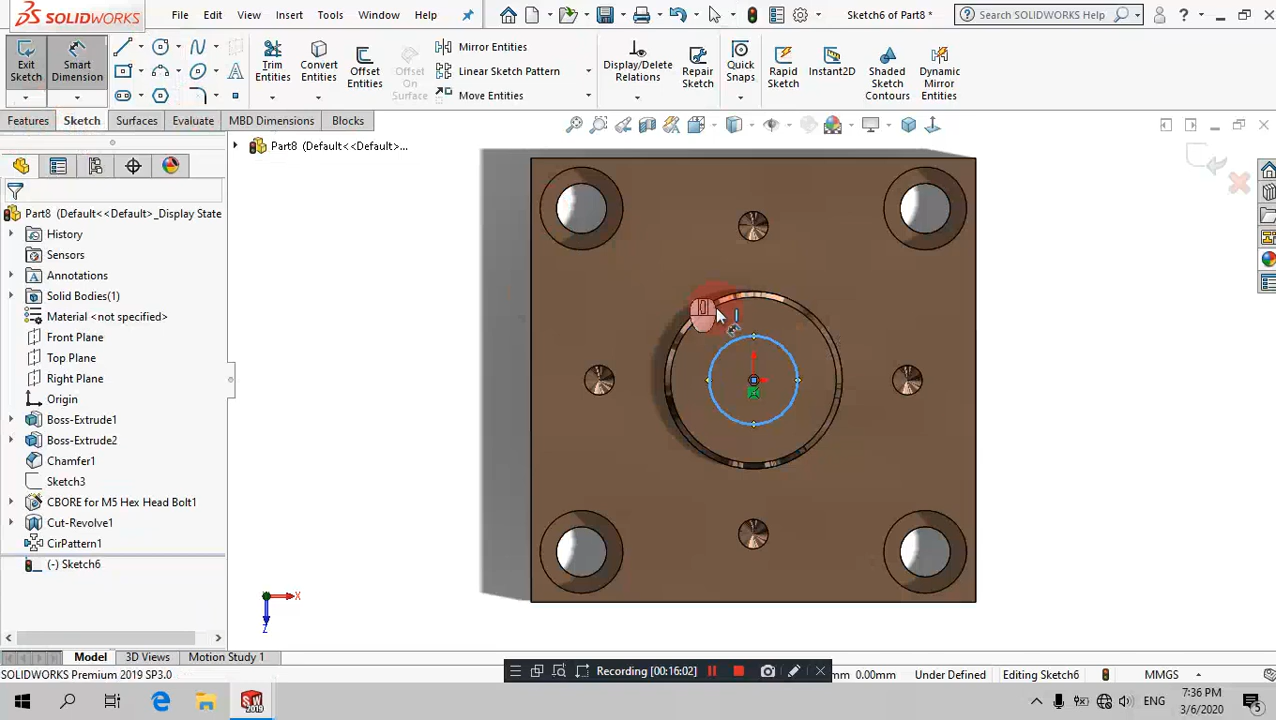 SOLIDWORKS File Edit View Insert Tools Window Help Sketch6 of Part8 * Search SOLIDWORKS Help ?
Exit Sketch
Smart Dimension
Trim Entities
Convert Entities
Offset Entities
Offset On Surface
Mirror Entities
Linear Sketch Pattern
Move Entities
Display/Delete Relations
Repair Sketch
Quick Snaps
Rapid Sketch
Instant2D
Shaded Sketch Contours
Dynamic Mirror Entities
Features Sketch Surfaces Evaluate MBD Dimensions Blocks
Part8 (Default<<Default>...
Part8 (Default<<Default>_Display State
History
Sensors
Annotations
Solid Bodies(1)
Material <not specified>
Front Plane
Top Plane
Right Plane
Origin
Boss-Extrude1
Boss-Extrude2
Chamfer1
Sketch3
CBORE for M5 Hex Head Bolt1
Cut-Revolve1
CirPattern1
(-) Sketch6
X
Z
Model 3D Views Motion Study 1
SOLIDWORKS Premium 2019 SP3.0 Recording [00:16:02] mm 0.00mm Under Defined Editing Sketch6 MMGS
SW 2019
ENG
7:36 PM
3/6/2020
5